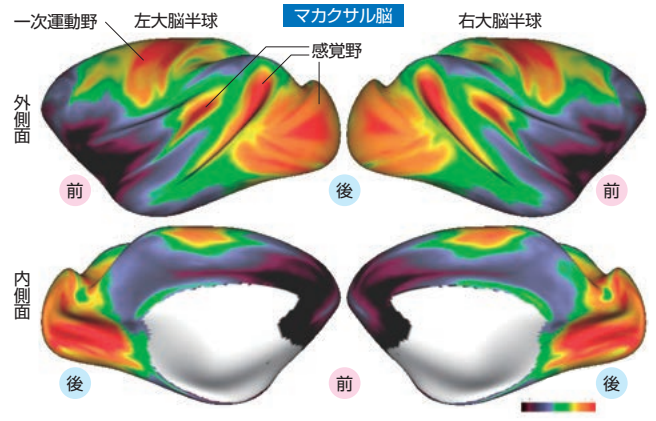 マカクサル脳
一次運動野
左大脳半球
右大脳半球
感覚野
外側面
前
後
前
内側面
後
前
後